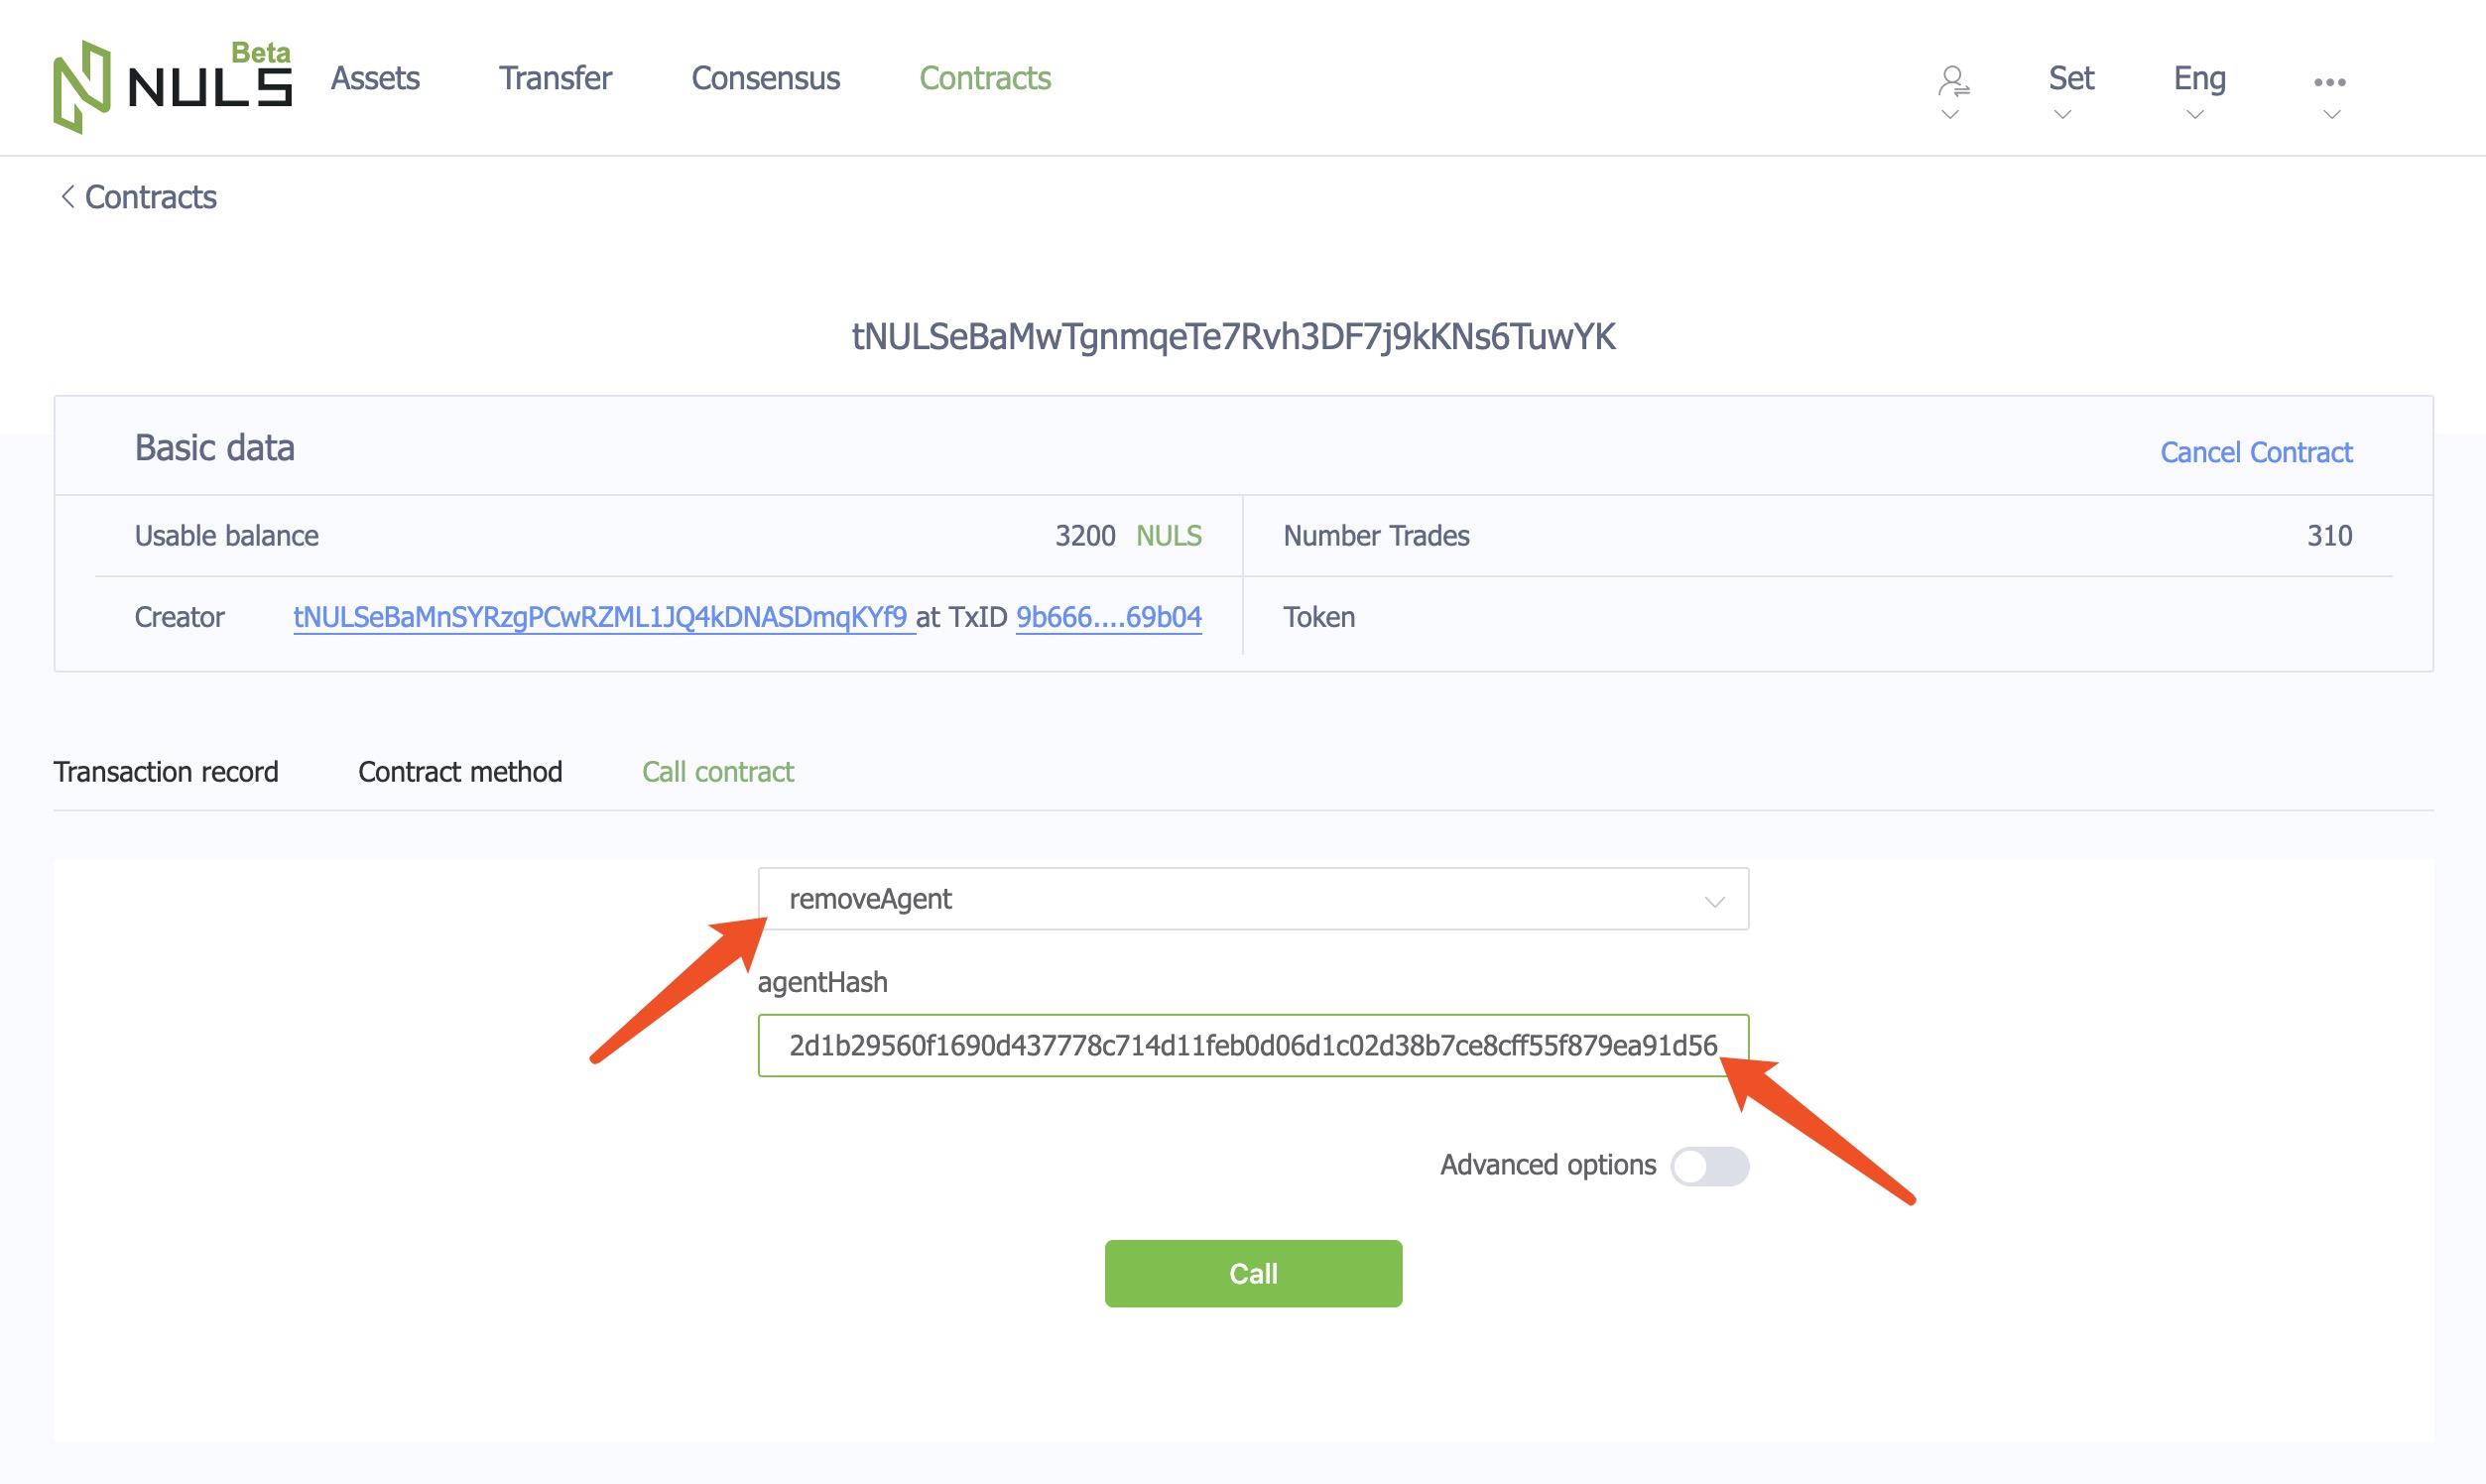 Beta
NULS
Assets Transfer Consensus Contracts Set Eng
Contracts
tNULSeBaMwTgnmqeTe7Rvh3DF7j9kKNs6TuwYK
Basic data Cancel Contract
Usable balance 3200 NULS Number Trades 310
Creator tNULSeBaMnSYRzgPCwRZML1JQ4kDNASDmqKYf9 at TxID 9b666....69b04 Token
Transaction record Contract method Call contract
removeAgent
agentHash
2d1b29560f1690d437778c714d11feb0d06d1c02d38b7ce8cff55f879ea91d56
Advanced options
Call